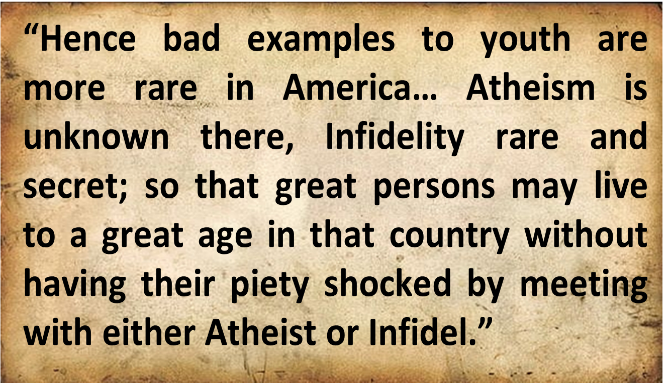 “Hence bad examples to youth are
more rare in America... Atheism is
unknown there, Infidelity rare and
secret; so that great persons may live
to a great age in that country without
having their piety shocked by meeting
with either Atheist or Infidel.”